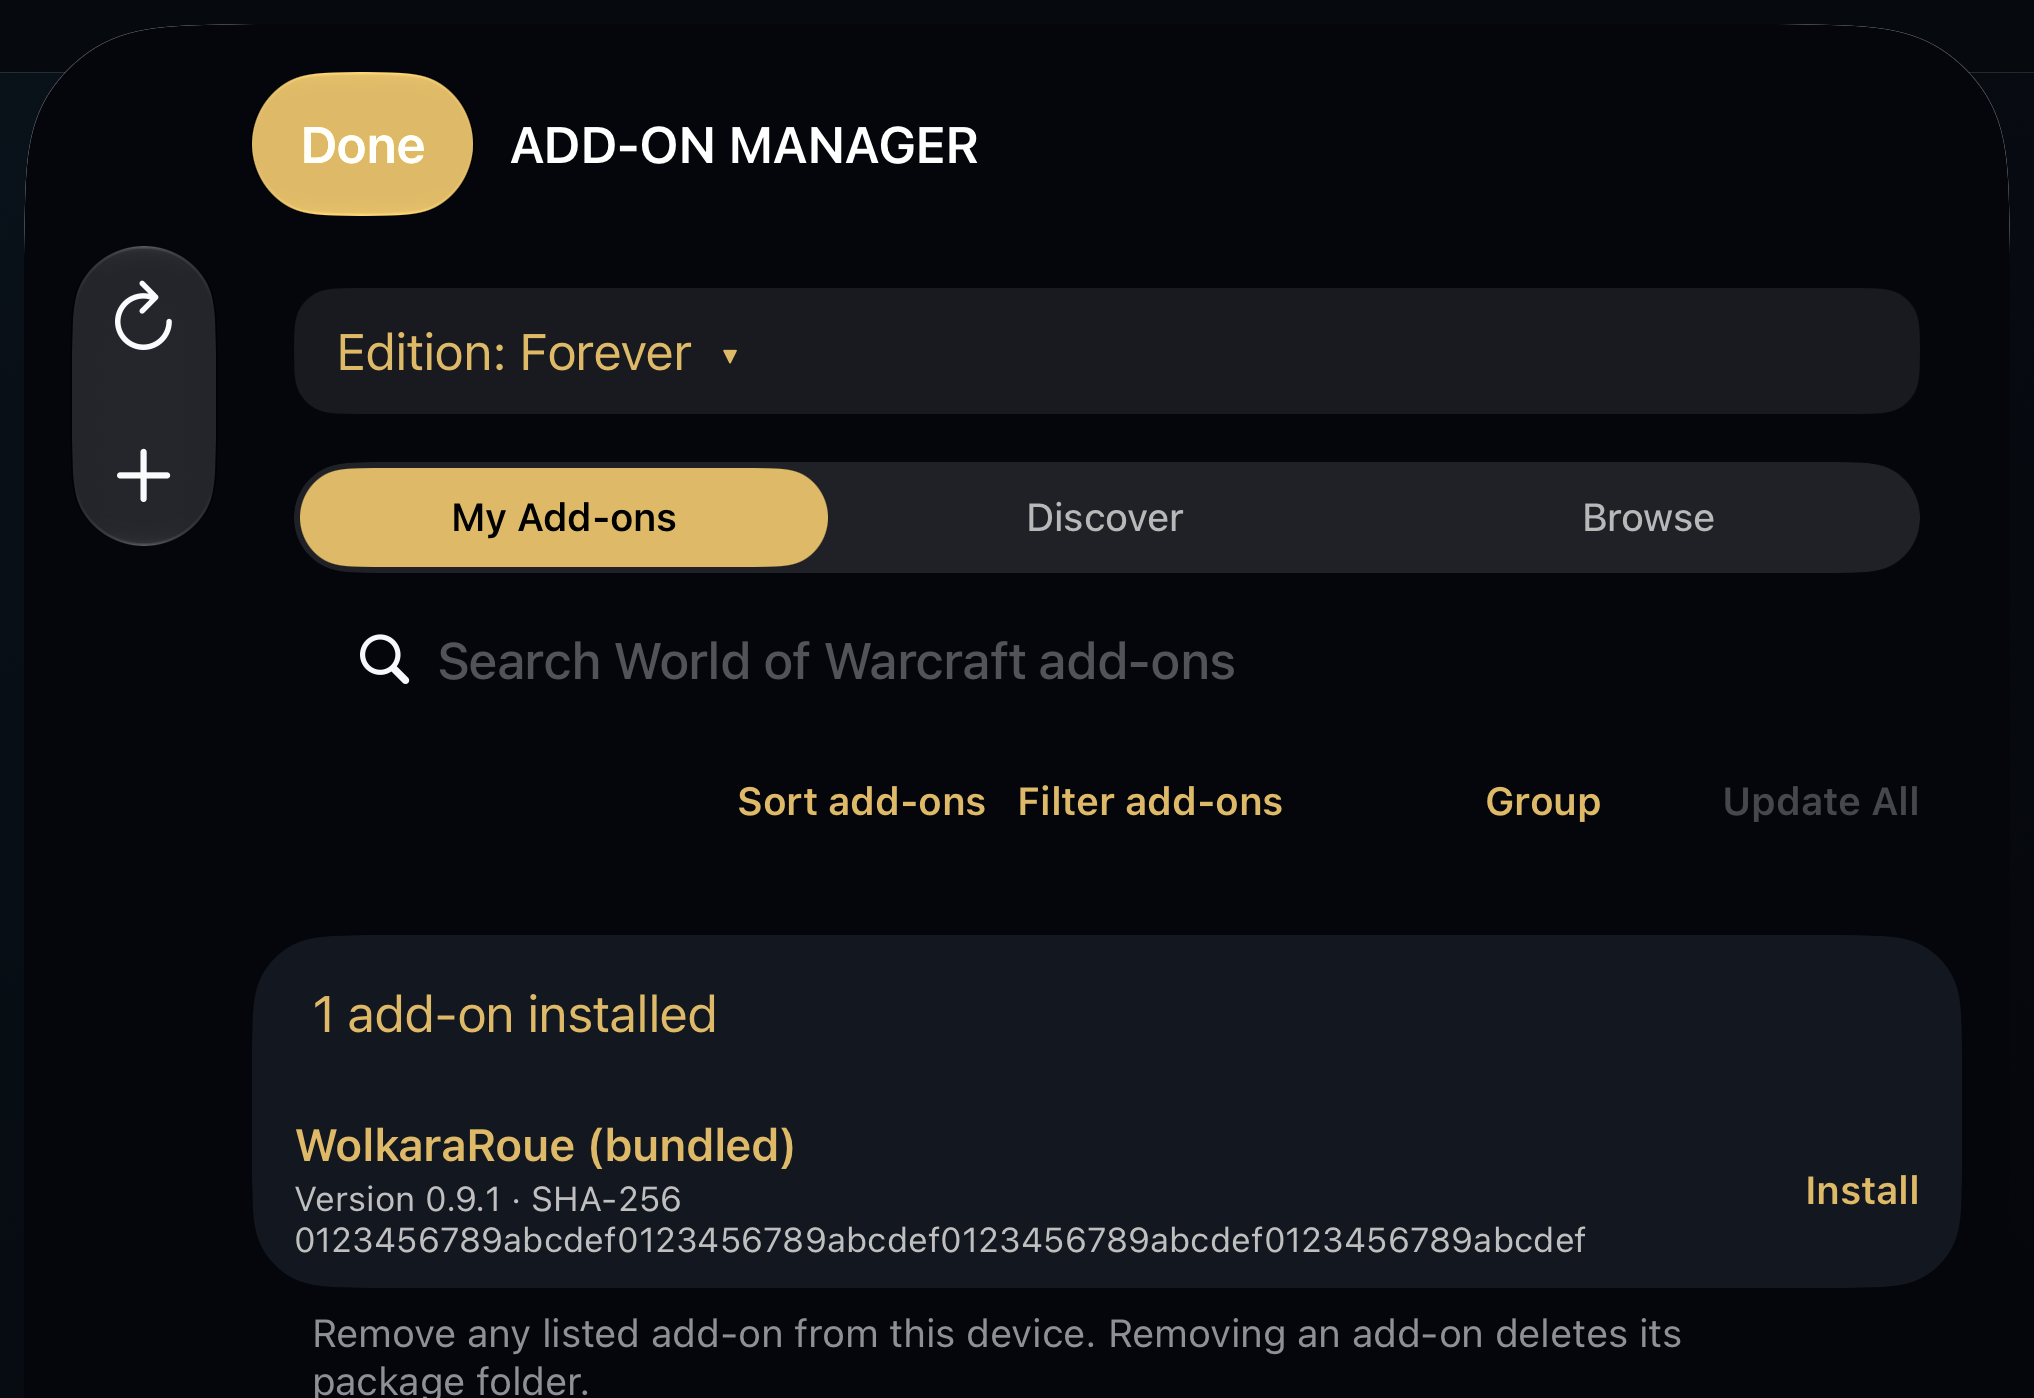 Done
ADD-ON MANAGER
Edition: Forever ▾
My Add-ons
Discover
Browse
Search World of Warcraft add-ons
Sort add-ons
Filter add-ons
Group
Update All
1 add-on installed
WolkaraRoue (bundled)
Version 0.9.1 · SHA-256
0123456789abcdef0123456789abcdef0123456789abcdef0123456789abcdef
Install
Remove any listed add-on from this device. Removing an add-on deletes its
package folder.